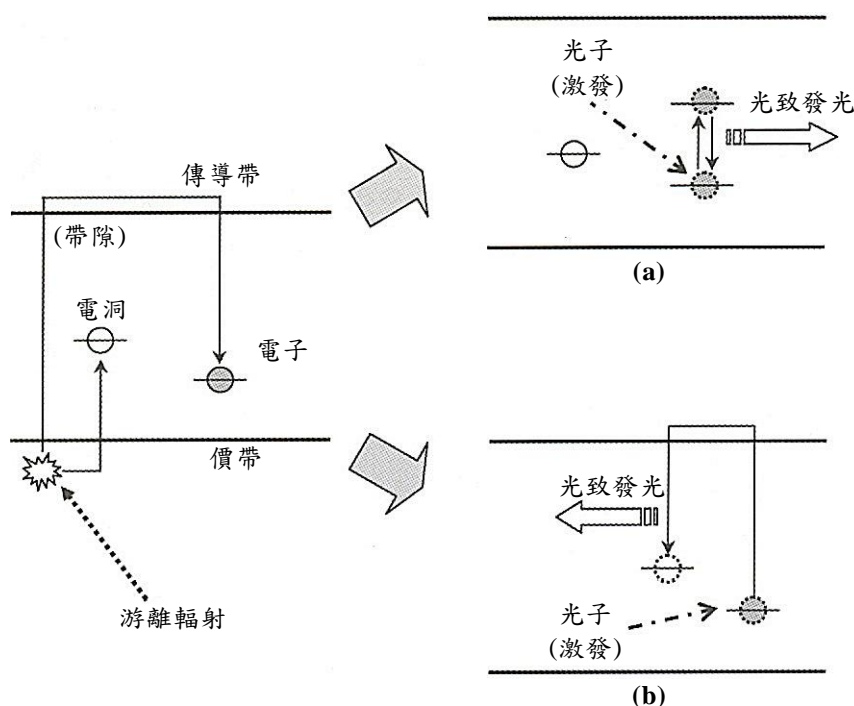 傳導帶
(帶隙)
電洞
電子
價帶
游離輻射
光子
(激發)
光致發光
(a)
光致發光
光子
(激發)
(b)